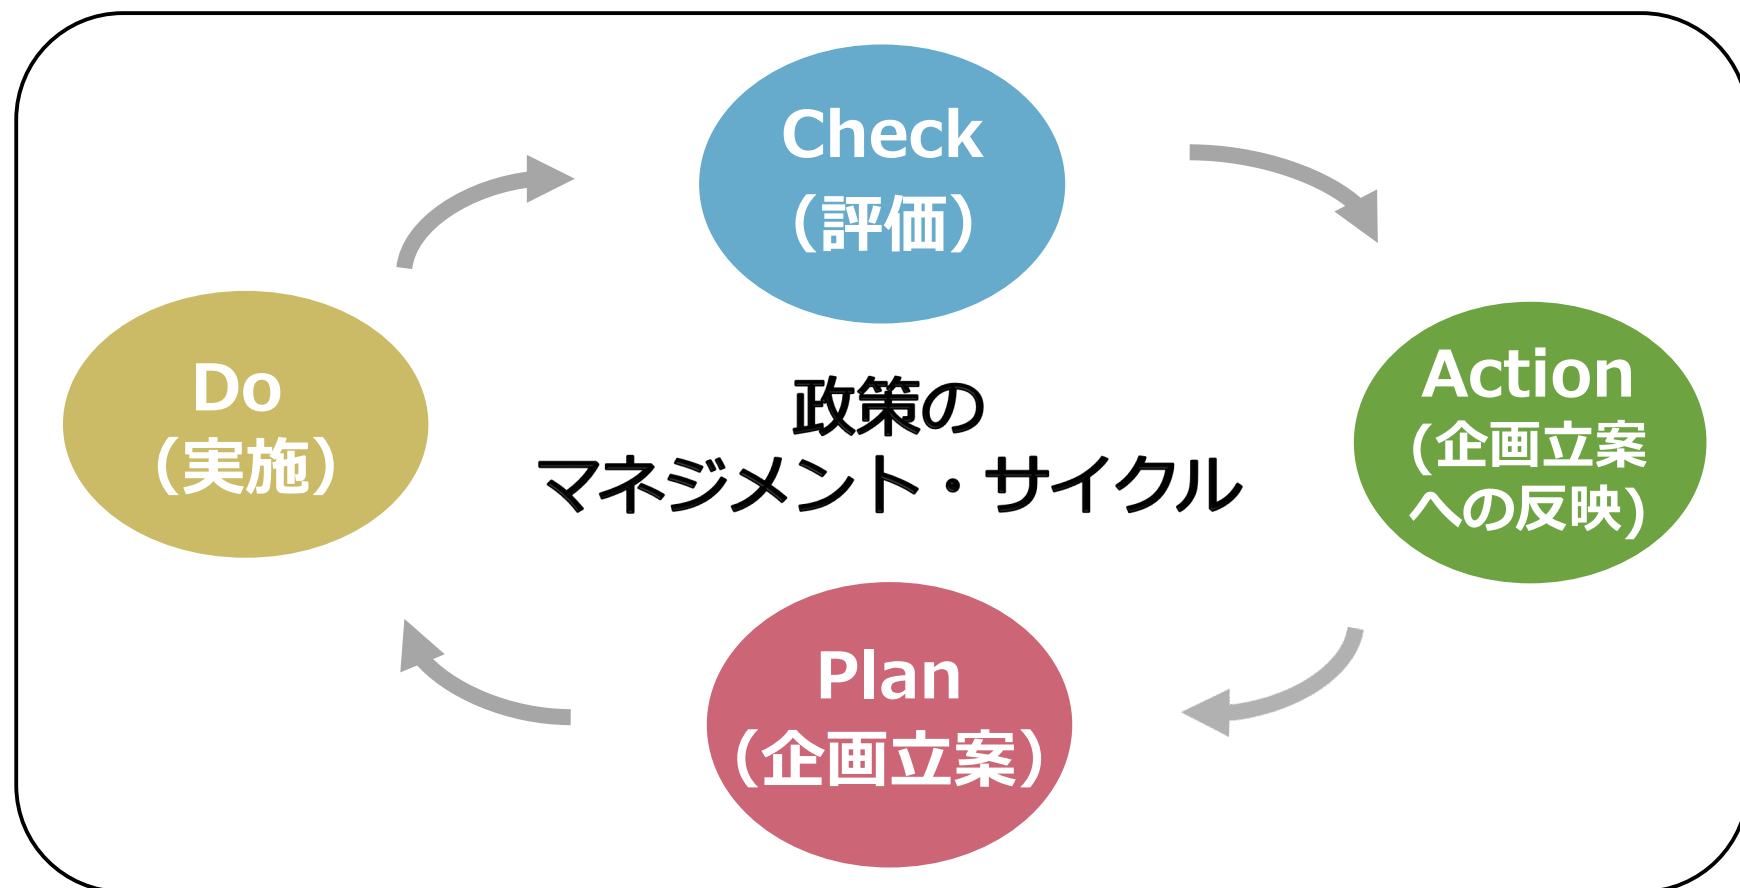 Check
（評価）
Do
（実施）
政策の
マネジメント・サイクル
Action
(企画立案
への反映)
Plan
（企画立案）